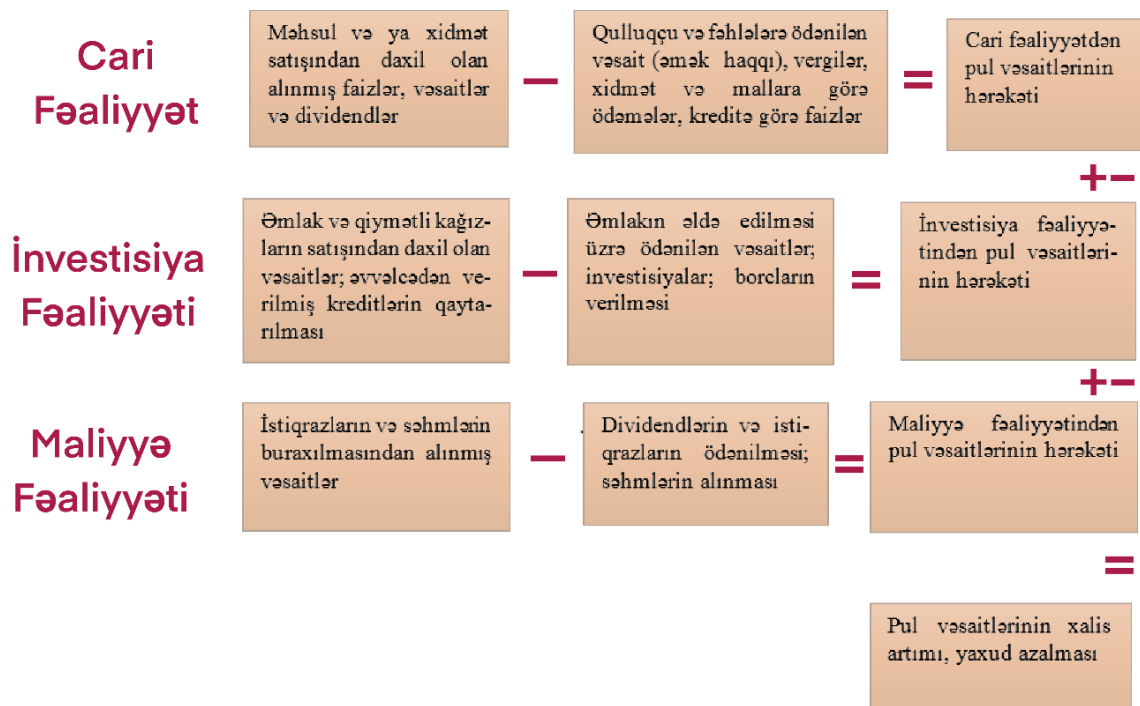 Cari
Fəaliyyət
Məhsul və ya xidmət
satışından daxil olan
alınmış faizlər, vəsaitlər
və dividendlər
–
Qulluqçu və fəhlələrə ödənilən
vəsait (əmək haqqı), vergilər,
xidmət və mallara görə
ödəmələr, kreditə görə faizlər
=
Cari fəaliyyətdən
pul vəsaitlərinin
hərəkəti
+–
İnvestisiya
Fəaliyyəti
Əmlak və qiymətli kağız-
ların satışından daxil olan
vəsaitlər; əvvəlcədən ve-
rilmiş kreditlərin qayta-
rılması
–
Əmlakın əldə edilməsi
üzrə ödənilən vəsaitlər;
investisiyalar; borcların
verilməsi
=
İnvestisiya fəaliyyə-
tindən pul vəsaitləri-
nin hərəkəti
+–
Maliyyə
Fəaliyyəti
İstiqrazların və səhmlərin
buraxılmasından alınmış
vəsaitlər
–
Dividendlərin və isti-
qrazların ödənilməsi;
səhmlərin alınması
=
Maliyyə fəaliyyətindən
pul vəsaitlərinin hərəkəti
=
Pul vəsaitlərinin xalis
artımı, yaxud azalması